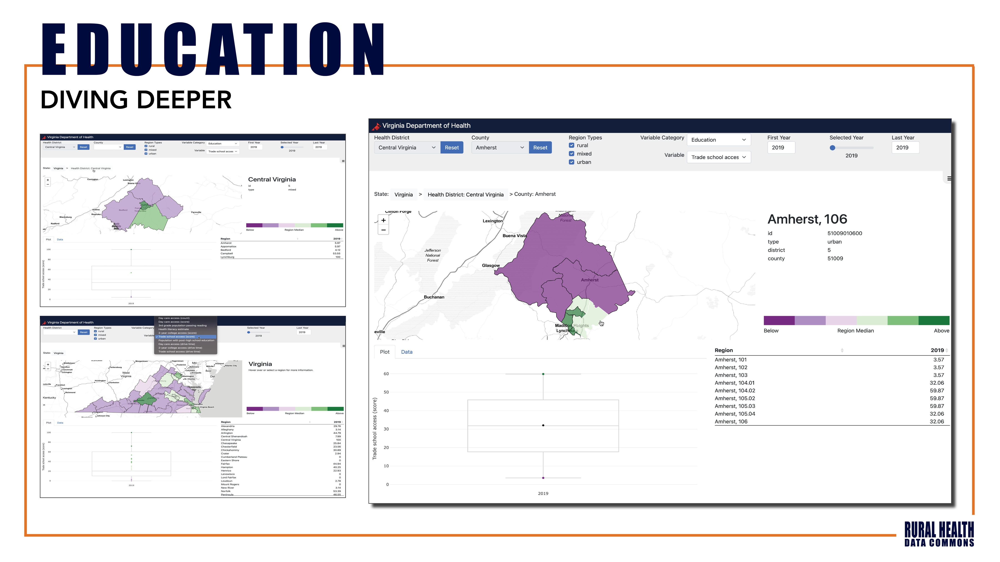 EDUCATION
DIVING DEEPER
Virginia Department of Health
Health District
County
Region Types
Variable Category
Education
First Year
Selected Year
Last Year
Central Virginia
Reset
Reset
rural
mixed
urban
Variable
Trade school acces
2019
2019
2019
State: Virginia > Health District: Central Virginia
+
−
Covington
Lexington
Buena Vista
Hollins
Roanoke
Bedford
Farmville
Blacksburg
Radford
Central Virginia
id 5
type mixed
Below Region Median Above
Plot Data
Region 2019
Amherst 5.97
Appomattox 5.97
Bedford 4.12
Campbell 53.55
Lynchburg 100
Trade school access (score)
100
80
60
40
20
0
2019
Virginia Department of Health
Day care access (count)
Day care access (score)
3rd grade population passing reading
Health literacy estimate
2-year college access (score)
✓ Trade school access (score)
Population with post-high school education
Day care access (drive time)
2-year college access (drive time)
Trade school access (drive time)
Health District
Reset
Region Types
rural
mixed
urban
Variable Category
Variable
Selected Year
2019
Last Year
2019
State: Virginia
+
−
Middletown
Hamilton
Cincinnati
Covington
Parkersburg
Morgantown
Hagerstown
Frederick
Md.
Baltimore
Columbia
Annapolis
Washington
St. Charles
Millville
Vineland
Atlantic City
Dover
Del.
N.J.
West
Virginia
Huntington
Charleston
Frankfort
Lexington
Richmond
Kentucky
Lynchburg
Hampton
Virginia Beach
Johnson City
Virginia
Hover over or select a region for more information.
Below Region Median Above
Plot Data
Region 2019
Alexandria 29.76
Alleghany 3.14
Arlington 44.79
Central Shenandoah 7.99
Central Virginia 100
Chesapeake 25.84
Chesterfield 23.56
Chickahominy 30.89
Crater 2.94
Cumberland Plateau 0
Eastern Shore 0
Fairfax 44.94
Hampton 40.25
Henrico 22.93
Lenowisco 0
Lord Fairfax 0
Loudoun 2.78
Mount Rogers 0
New River 3.14
Norfolk 53.39
Peninsula 46.55
Trade school access (score)
100
80
60
40
20
0
2019
Virginia Department of Health
Health District
County
Region Types
Variable Category
Education
First Year
Selected Year
Last Year
Central Virginia
Reset
Amherst
Reset
rural
mixed
urban
Variable
Trade school acces
2019
2019
2019
State: Virginia > Health District: Central Virginia > County: Amherst
+
−
Clifton Forge
Lexington
Washington
National
Forest
Buena Vista
Jefferson
National
Forest
Glasgow
Amherst
Buchanan
Madison Heights
Lynchburg
eville
Amherst, 106
id 51009010600
type urban
district 5
county 51009
Below Region Median Above
Plot Data
Region 2019
Amherst, 101 3.57
Amherst, 102 3.57
Amherst, 103 3.57
Amherst, 104.01 32.06
Amherst, 104.02 59.87
Amherst, 105.02 59.87
Amherst, 105.03 59.87
Amherst, 105.04 32.06
Amherst, 106 32.06
Trade school access (score)
60
50
40
30
20
10
0
2019
RURAL HEALTH
DATA COMMONS